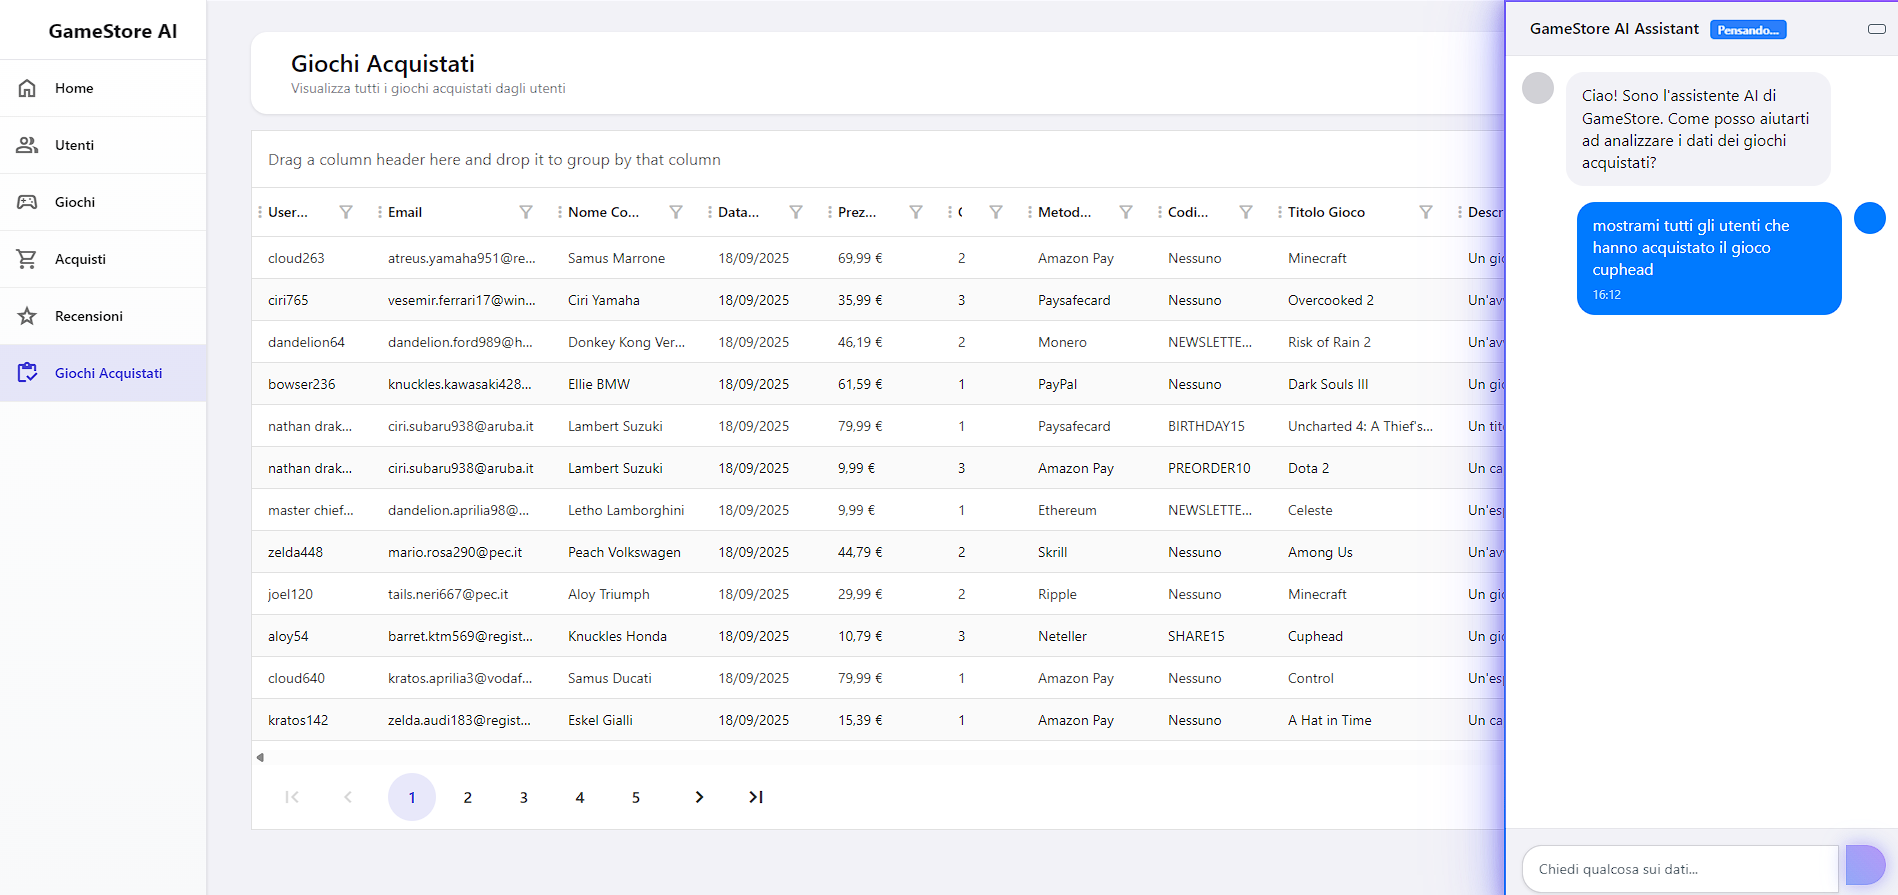 GameStore AI
Home
Utenti
Giochi
Acquisti
Recensioni
Giochi Acquistati
Giochi Acquistati
Visualizza tutti i giochi acquistati dagli utenti
Drag a column header here and drop it to group by that column
User... Email Nome Co... Data... Prez... Metod... Codi... Titolo Gioco Descr
cloud263 atreus.yamaha951@re... Samus Marrone 18/09/2025 69,99 € 2 Amazon Pay Nessuno Minecraft Un gio
ciri765 vesemir.ferrari17@win... Ciri Yamaha 18/09/2025 35,99 € 3 Paysafecard Nessuno Overcooked 2 Un'avv
dandelion64 dandelion.ford989@h... Donkey Kong Ver... 18/09/2025 46,19 € 2 Monero NEWSLETTE... Risk of Rain 2 Un'avv
bowser236 knuckles.kawasaki428... Ellie BMW 18/09/2025 61,59 € 1 PayPal Nessuno Dark Souls III Un gio
nathan drak... ciri.subaru938@aruba.it Lambert Suzuki 18/09/2025 79,99 € 1 Paysafecard BIRTHDAY15 Uncharted 4: A Thief's... Un tit
nathan drak... ciri.subaru938@aruba.it Lambert Suzuki 18/09/2025 9,99 € 3 Amazon Pay PREORDER10 Dota 2 Un ca
master chief... dandelion.aprilia98@... Letho Lamborghini 18/09/2025 9,99 € 1 Ethereum NEWSLETTE... Celeste Un'esp
zelda448 mario.rosa290@pec.it Peach Volkswagen 18/09/2025 44,79 € 2 Skrill Nessuno Among Us Un'avv
joel120 tails.neri667@pec.it Aloy Triumph 18/09/2025 29,99 € 2 Ripple Nessuno Minecraft Un gio
aloy54 barret.ktm569@regist... Knuckles Honda 18/09/2025 10,79 € 3 Neteller SHARE15 Cuphead Un gio
cloud640 kratos.aprilia3@vodaf... Samus Ducati 18/09/2025 79,99 € 1 Amazon Pay Nessuno Control Un'esp
kratos142 zelda.audi183@regist... Eskel Gialli 18/09/2025 15,39 € 1 Amazon Pay Nessuno A Hat in Time Un ca
1 2 3 4 5
GameStore AI Assistant Pensando...
Ciao! Sono l'assistente AI di
GameStore. Come posso aiutarti
ad analizzare i dati dei giochi
acquistati?
mostrami tutti gli utenti che
hanno acquistato il gioco
cuphead
16:12
Chiedi qualcosa sui dati...